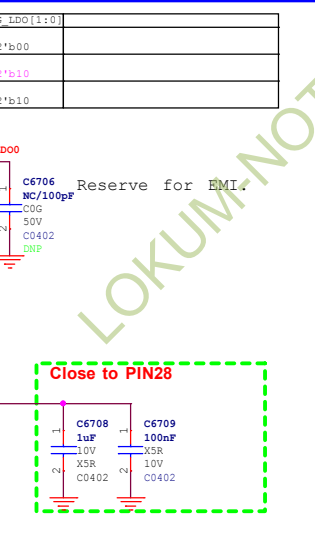 G_LDO[1:0]
2'b00
2'b10
2'b10
DO0
1
C6706
NC/100pF
C0G
50V
C0402
DNP
2
Reserve for EMI.
LOKUM-NOT
Close to PIN28
1
C6708
1uF
10V
X5R
C0402
2
1
C6709
100nF
X5R
10V
C0402
2